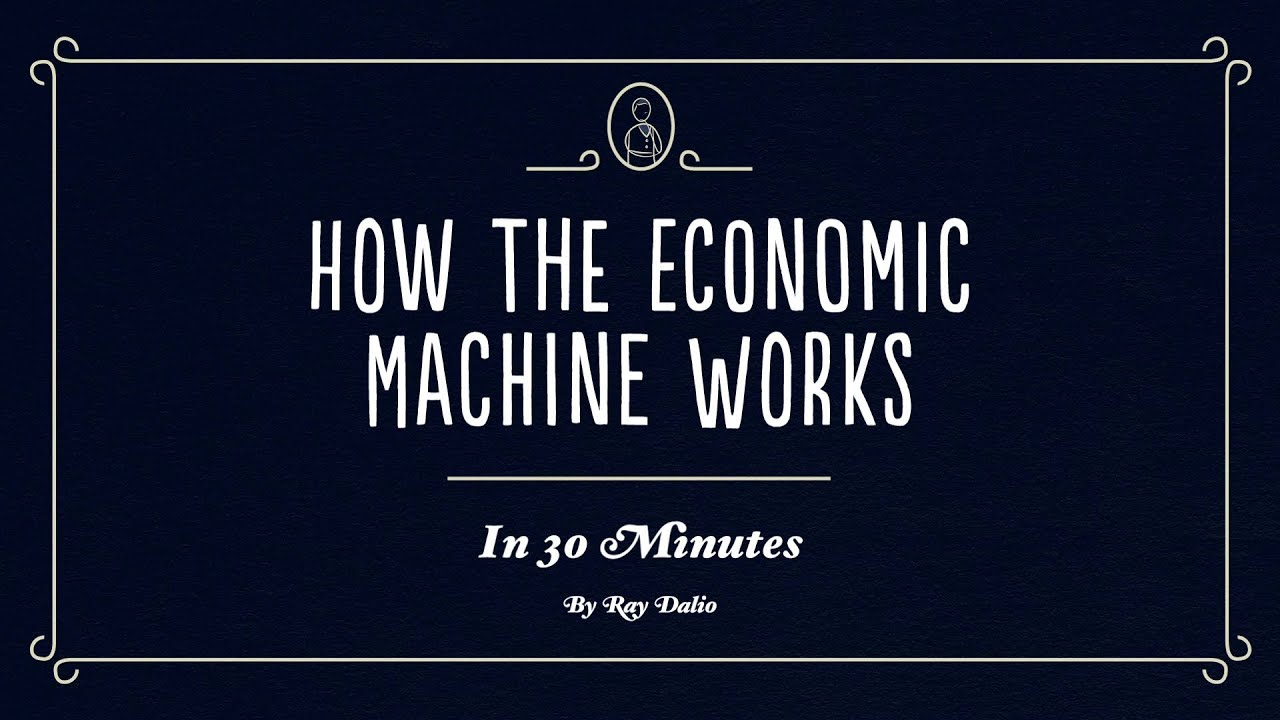 HOW THE ECONOMIC
MACHINE WORKS
In 30 Minutes
By Ray Dalio